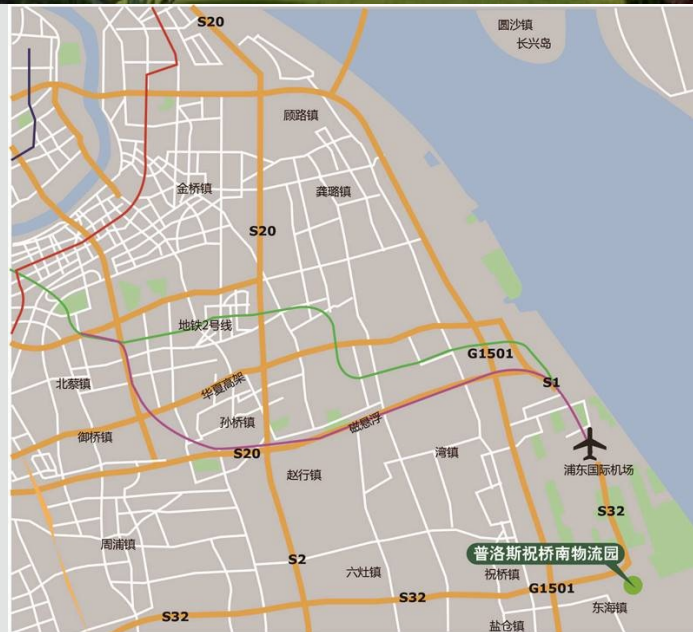 S20
圆沙镇
长兴岛
顾路镇
金桥镇
龚璐镇
S20
地铁2号线
G1501
北蔡镇
华夏高架
S1
孙桥镇
磁悬浮
御桥镇
S20
湾镇
浦东国际机场
赵行镇
S32
周浦镇
S2
普洛斯祝桥南物流园
六灶镇
祝桥镇
G1501
S32
S32
东海镇
盐仓镇